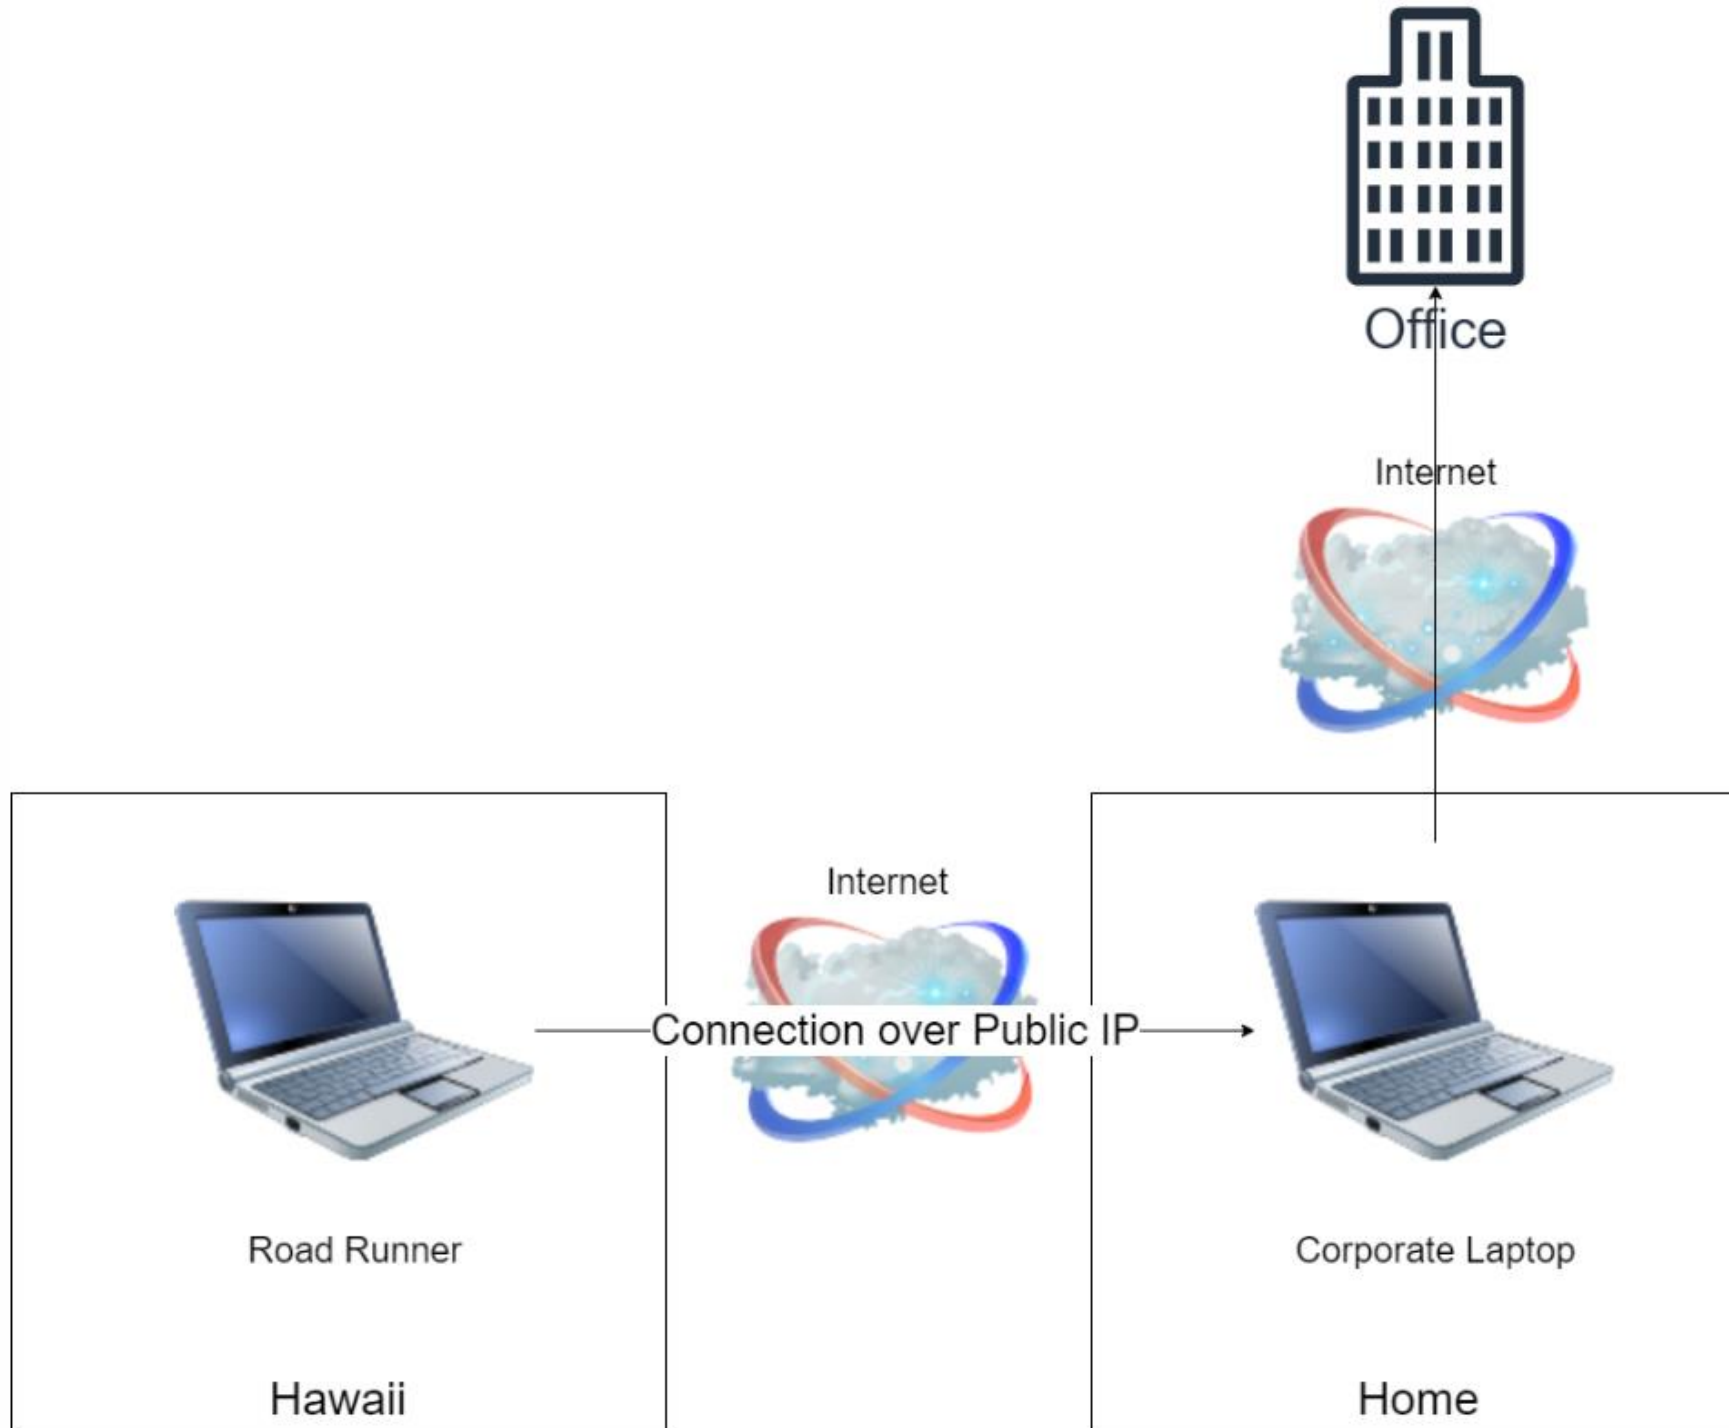 Office
Internet
Internet
Connection over Public IP
Road Runner
Corporate Laptop
Hawaii
Home